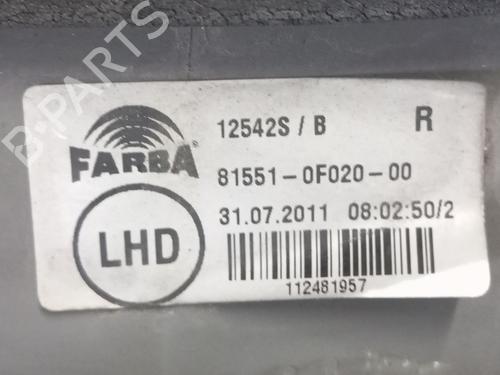 B-PARTS
12542S / B R
FARBA
81551-0F020-00
31.07.2011 08:02:50/2
LHD
112481957